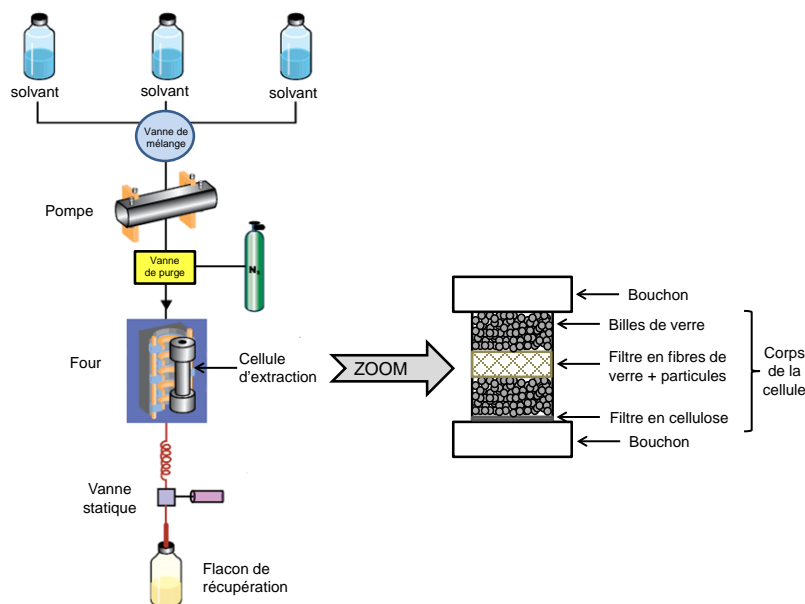 solvant
solvant
solvant
Vanne de
mélange
Pompe
Vanne
de purge
N₂
Four
Cellule
d'extraction
ZOOM
Bouchon
Billes de verre
Filtre en fibres de
verre + particules
Corps
de la
cellule
Filtre en cellulose
Bouchon
Vanne
statique
Flacon de
récupération